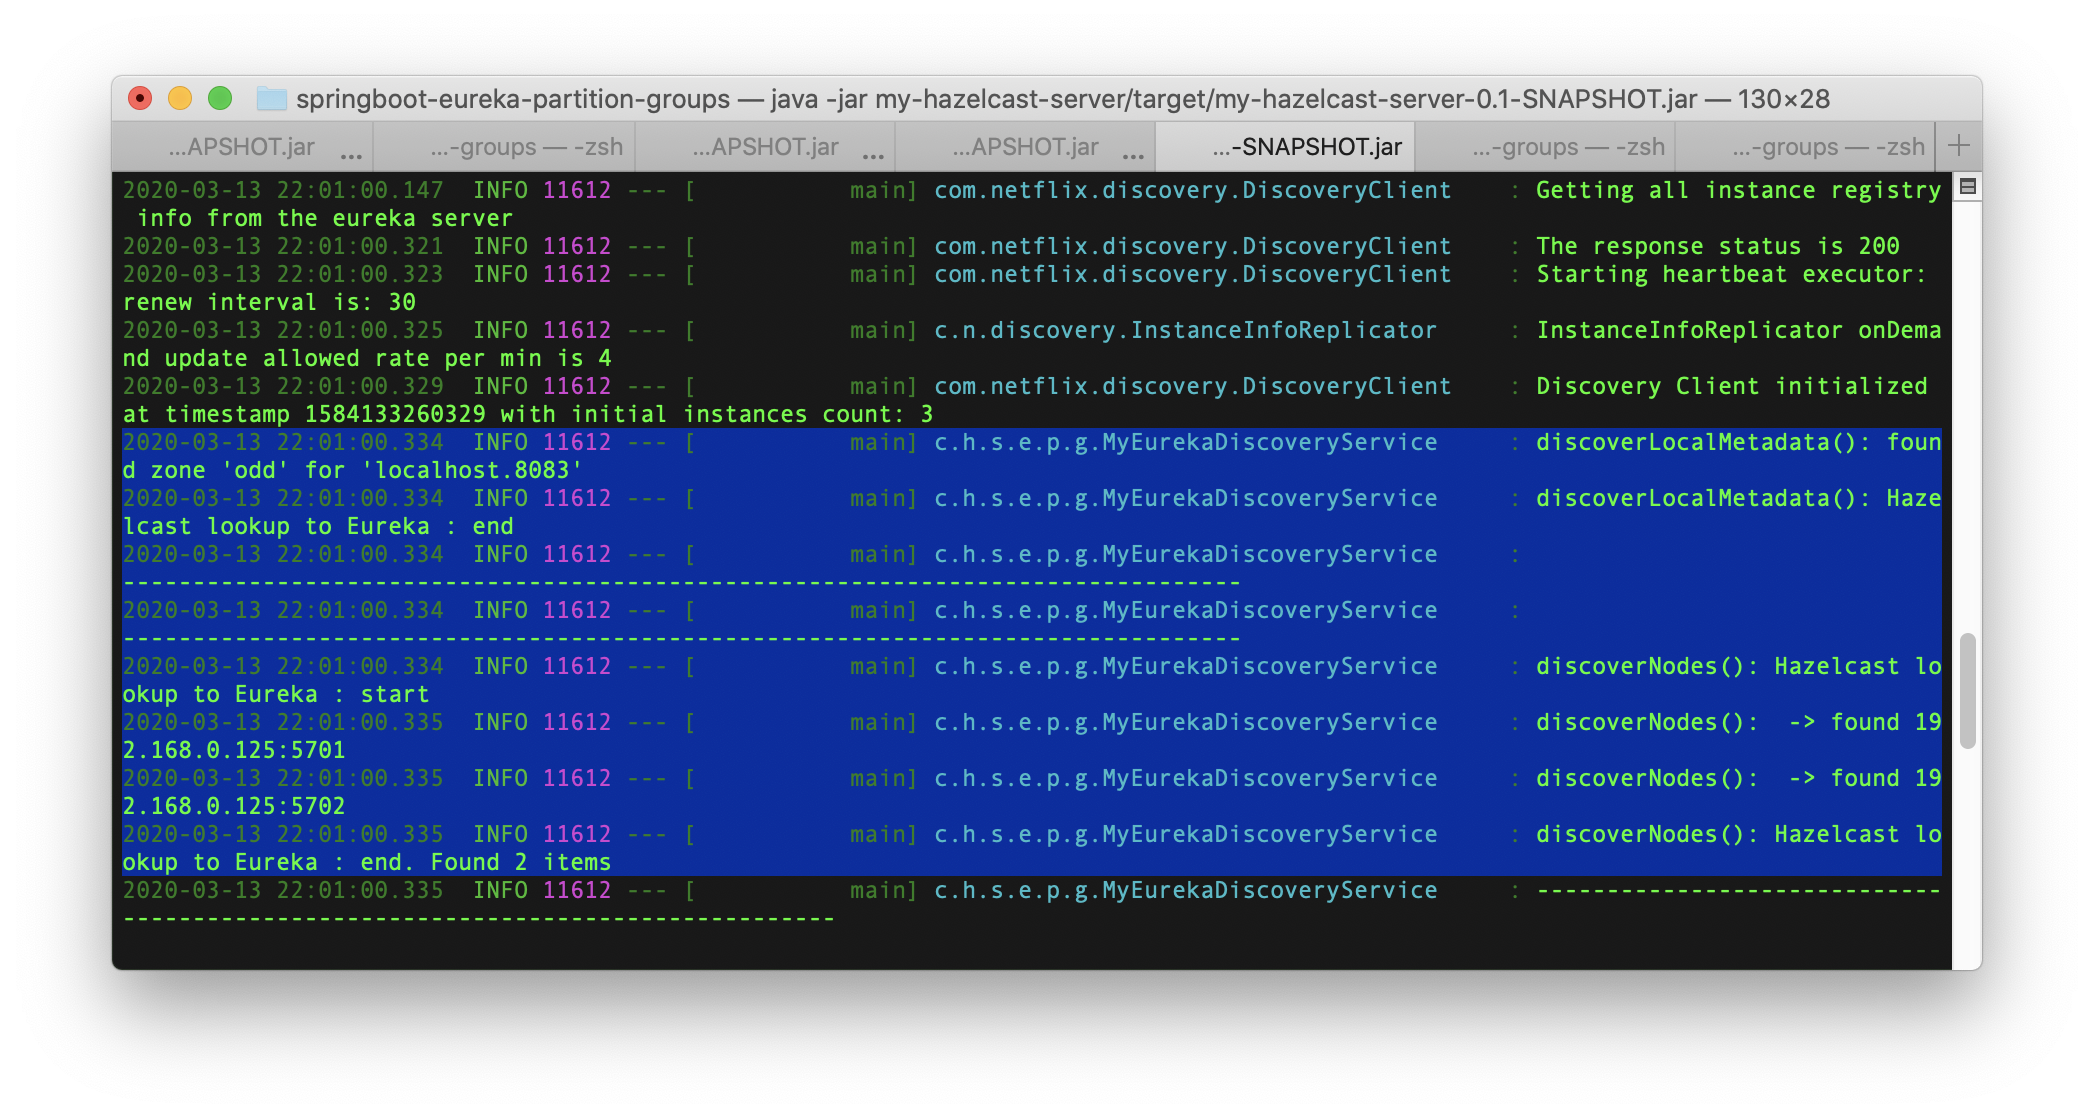 springboot-eureka-partition-groups — java -jar my-hazelcast-server/target/my-hazelcast-server-0.1-SNAPSHOT.jar — 130×28
...APSHOT.jar ... ...-groups — -zsh ...APSHOT.jar ... ...APSHOT.jar ... ...-SNAPSHOT.jar ...-groups — -zsh ...-groups — -zsh +
2020-03-13 22:01:00.147  INFO 11612 --- [           main] com.netflix.discovery.DiscoveryClient    : Getting all instance registry
 info from the eureka server
2020-03-13 22:01:00.321  INFO 11612 --- [           main] com.netflix.discovery.DiscoveryClient    : The response status is 200
2020-03-13 22:01:00.323  INFO 11612 --- [           main] com.netflix.discovery.DiscoveryClient    : Starting heartbeat executor:
renew interval is: 30
2020-03-13 22:01:00.325  INFO 11612 --- [           main] c.n.discovery.InstanceInfoReplicator     : InstanceInfoReplicator onDema
nd update allowed rate per min is 4
2020-03-13 22:01:00.329  INFO 11612 --- [           main] com.netflix.discovery.DiscoveryClient    : Discovery Client initialized
at timestamp 1584133260329 with initial instances count: 3
2020-03-13 22:01:00.334  INFO 11612 --- [           main] c.h.s.e.p.g.MyEurekaDiscoveryService     : discoverLocalMetadata(): foun
d zone 'odd' for 'localhost.8083'
2020-03-13 22:01:00.334  INFO 11612 --- [           main] c.h.s.e.p.g.MyEurekaDiscoveryService     : discoverLocalMetadata(): Haze
lcast lookup to Eureka : end
2020-03-13 22:01:00.334  INFO 11612 --- [           main] c.h.s.e.p.g.MyEurekaDiscoveryService     :
--------------------------------------------------------------------------------
2020-03-13 22:01:00.334  INFO 11612 --- [           main] c.h.s.e.p.g.MyEurekaDiscoveryService     :
--------------------------------------------------------------------------------
2020-03-13 22:01:00.334  INFO 11612 --- [           main] c.h.s.e.p.g.MyEurekaDiscoveryService     : discoverNodes(): Hazelcast lo
okup to Eureka : start
2020-03-13 22:01:00.335  INFO 11612 --- [           main] c.h.s.e.p.g.MyEurekaDiscoveryService     : discoverNodes():  -> found 19
2.168.0.125:5701
2020-03-13 22:01:00.335  INFO 11612 --- [           main] c.h.s.e.p.g.MyEurekaDiscoveryService     : discoverNodes():  -> found 19
2.168.0.125:5702
2020-03-13 22:01:00.335  INFO 11612 --- [           main] c.h.s.e.p.g.MyEurekaDiscoveryService     : discoverNodes(): Hazelcast lo
okup to Eureka : end. Found 2 items
2020-03-13 22:01:00.335  INFO 11612 --- [           main] c.h.s.e.p.g.MyEurekaDiscoveryService     : -----------------------------
---------------------------------------------------